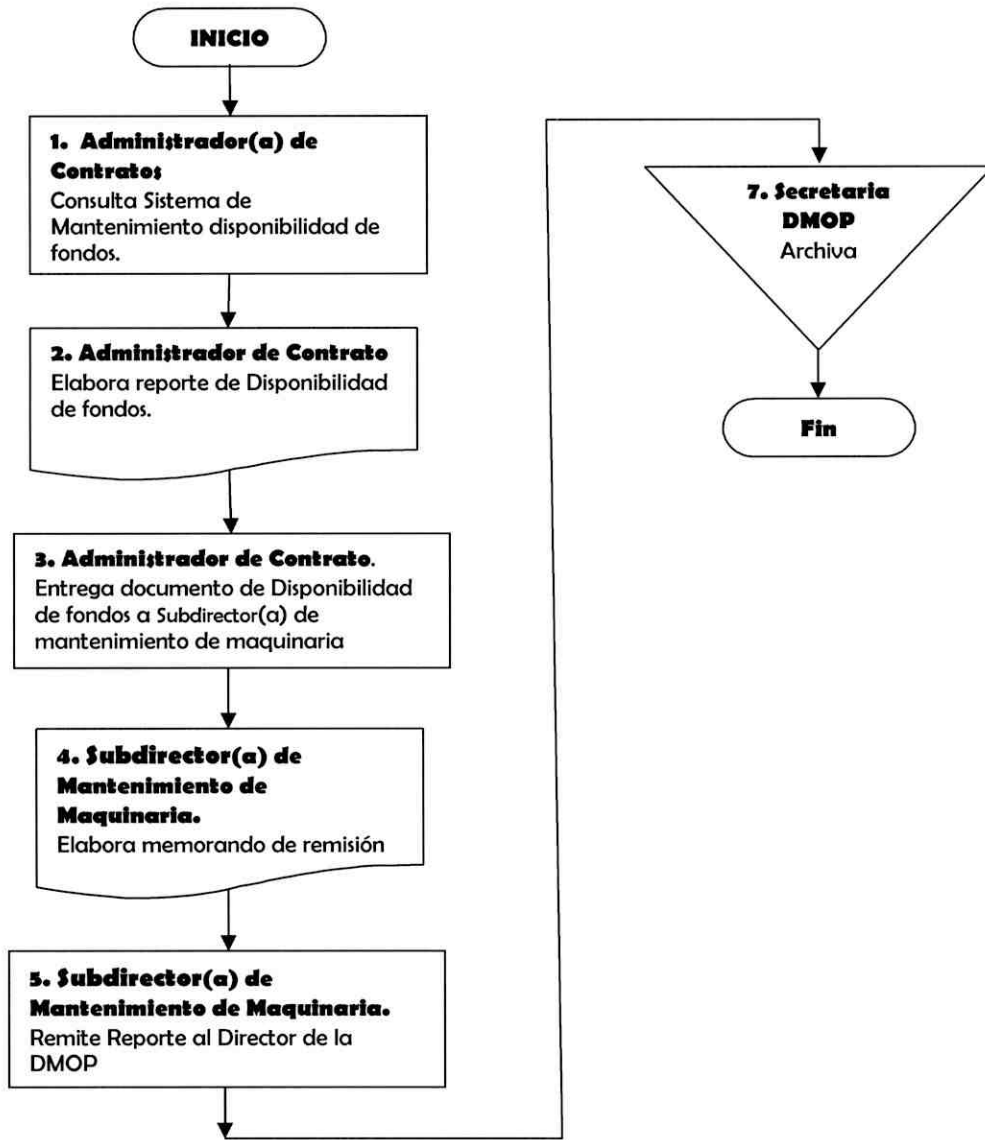 INICIO
1. Administrador(a) de
Contratos
Consulta Sistema de
Mantenimiento disponibilidad de
fondos.
2. Administrador de Contrato
Elabora reporte de Disponibilidad
de fondos.
3. Administrador de Contrato.
Entrega documento de Disponibilidad
de fondos a Subdirector(a) de
mantenimiento de maquinaria
4. Subdirector(a) de
Mantenimiento de
Maquinaria.
Elabora memorando de remisión
5. Subdirector(a) de
Mantenimiento de Maquinaria.
Remite Reporte al Director de la
DMOP
7. Secretaria
DMOP
Archiva
Fin